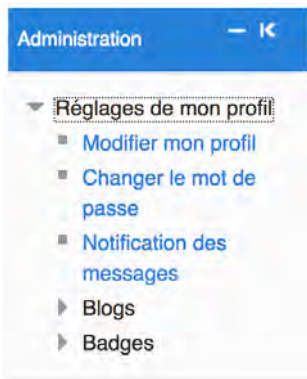 Administration
Réglages de mon profil
Modifier mon profil
Changer le mot de
passe
Notification des
messages
Blogs
Badges